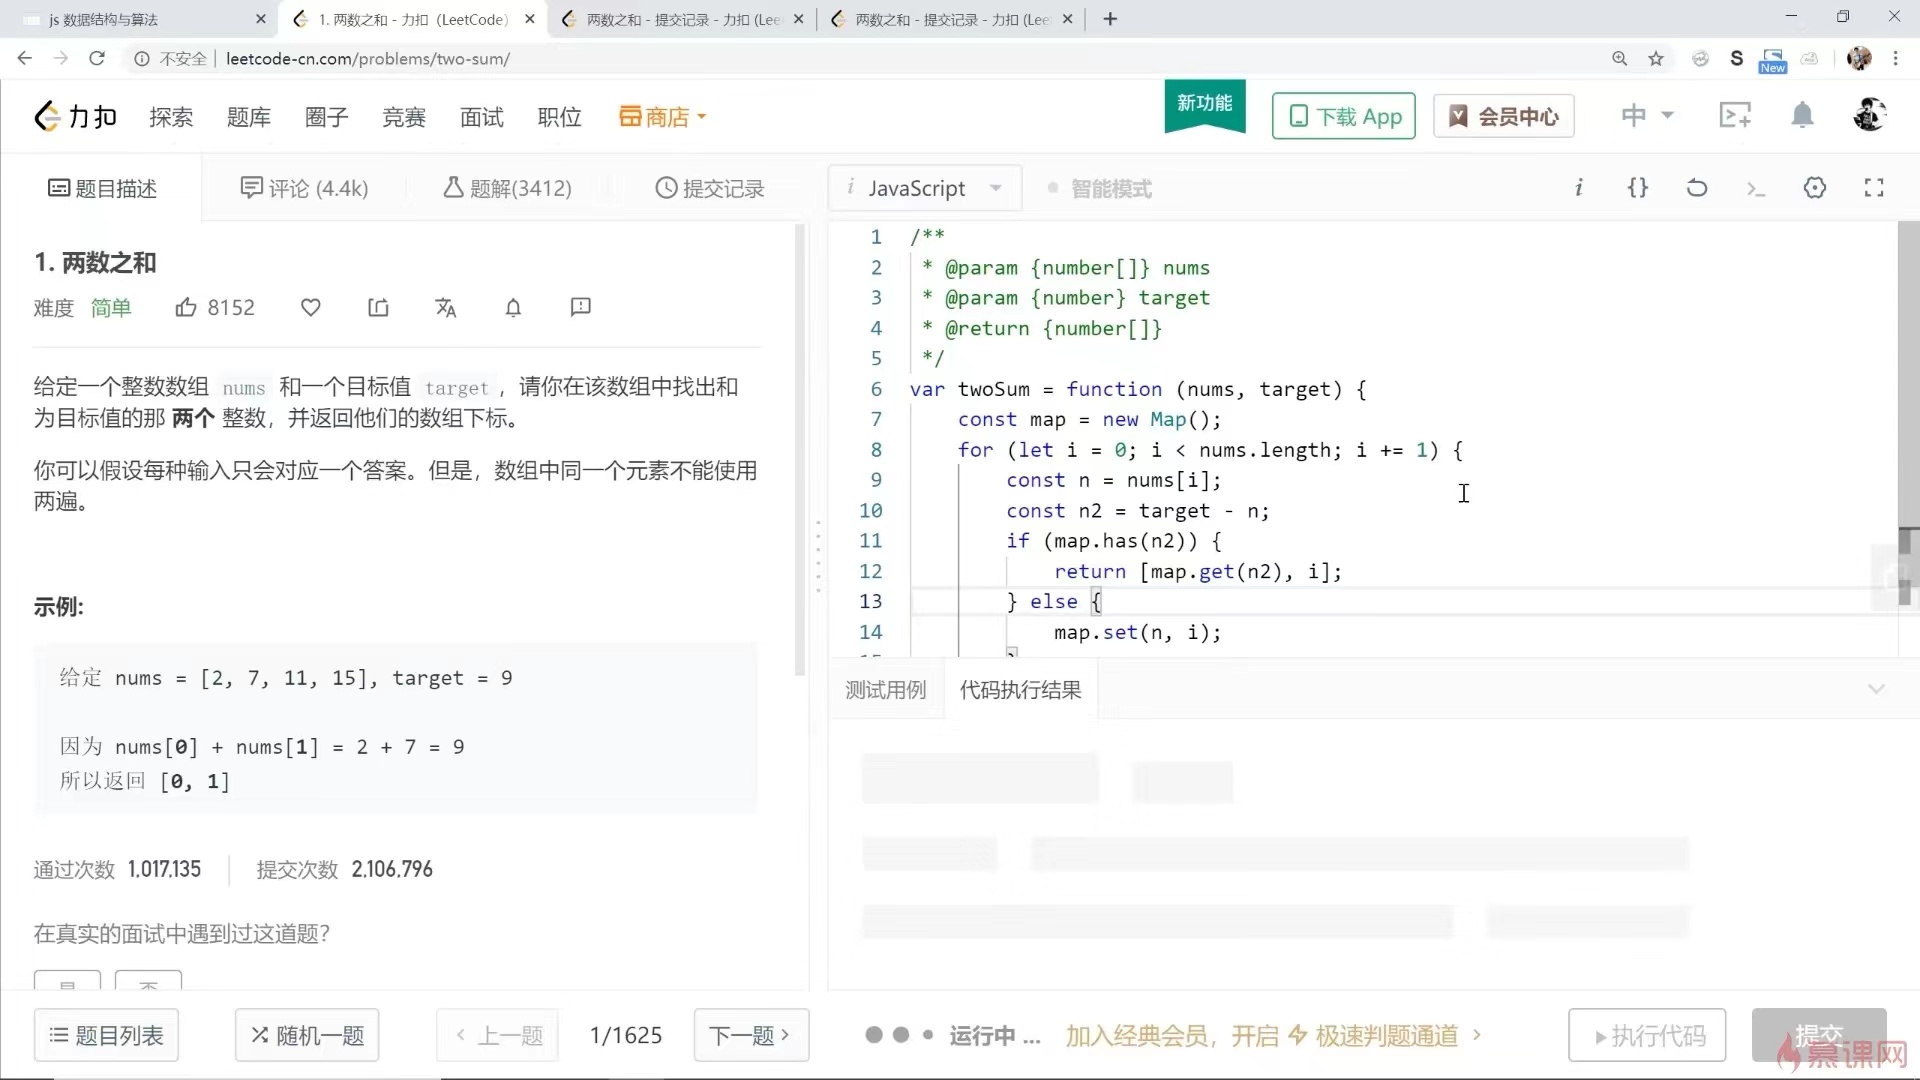 js 数据结构与算法
1. 两数之和 - 力扣 (LeetCode)
两数之和 - 提交记录 - 力扣 (Lee
两数之和 - 提交记录 - 力扣 (Lee
不安全
leetcode-cn.com/problems/two-sum/
S
New
力扣
探索
题库
圈子
竞赛
面试
职位
商店
新功能
下载 App
会员中心
中
题目描述
评论 (4.4k)
题解(3412)
提交记录
i JavaScript
智能模式
i {}
1. 两数之和
难度 简单 8152
给定一个整数数组 nums 和一个目标值 target，请你在该数组中找出和
为目标值的那 两个 整数，并返回他们的数组下标。
你可以假设每种输入只会对应一个答案。但是，数组中同一个元素不能使用
两遍。
示例:
给定 nums = [2, 7, 11, 15], target = 9
因为 nums[0] + nums[1] = 2 + 7 = 9
所以返回 [0, 1]
通过次数 1,017,135
提交次数 2,106,796
在真实的面试中遇到过这道题?
1 /**
2 * @param {number[]} nums
3 * @param {number} target
4 * @return {number[]}
5 */
6 var twoSum = function (nums, target) {
7 const map = new Map();
8 for (let i = 0; i < nums.length; i += 1) {
9 const n = nums[i];
10 const n2 = target - n;
11 if (map.has(n2)) {
12 return [map.get(n2), i];
13 } else {
14 map.set(n, i);
测试用例
代码执行结果
题目列表
随机一题
上一题
1/1625
下一题
运行中 ...
加入经典会员，开启 极速判题通道
执行代码
提交
慕课网